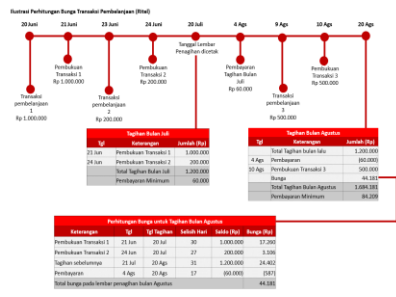 Ilustrasi Perhitungan Bunga Transaksi Pembelanjaan (Ritel)
20 Juni
21 Juni
23 Juni
24 Juni
20 Juli
4 Ags
9 Ags
10 Ags
20 Ags
Tanggal Lembar
Penagihan dicetak
Pembukuan
Transaksi 1
Rp 1.000.000
Pembukuan
Transaksi 2
Rp 200.000
Pembayaran
Tagihan Bulan
Juli
Rp 60.000
Pembukuan
Transaksi 3
Rp 500.000
Transaksi
pembelanjaan
1
Rp 1.000.000
Transaksi
pembelanjaan
2
Rp 200.000
Transaksi
pembelanjaan
3
Rp 500.000
Tagihan Bulan Juli
Tgl Keterangan Jumlah (Rp)
21 Jun Pembukuan Transaksi 1 1.000.000
24 Jun Pembukuan Transaksi 2 200.000
Total Tagihan Bulan Juli 1.200.000
Pembayaran Minimum 60.000
Tagihan Bulan Agustus
Tgl Keterangan Jumlah (Rp)
Total Tagihan bulan lalu 1.200.000
4 Ags Pembayaran (60.000)
10 Ags Pembukuan Transaksi 3 500.000
Bunga 44.181
Total Tagihan Bulan Agustus 1.684.181
Pembayaran Minimum 84.209
Perhitungan Bunga untuk Tagihan Bulan Agustus
Keterangan Tgl Tgl Tagihan Selisih Hari Saldo (Rp) Bunga (Rp)
Pembukuan Transaksi 1 21 Jun 20 Jul 30 1.000.000 17.260
Pembukuan Transaksi 2 24 Jun 20 Jul 27 200.000 3.106
Tagihan sebelumnya 21 Jul 20 Ags 31 1.200.000 24.402
Pembayaran 4 Ags 20 Ags 17 (60.000) (587)
Total bunga pada lembar penagihan bulan Agustus 44.181